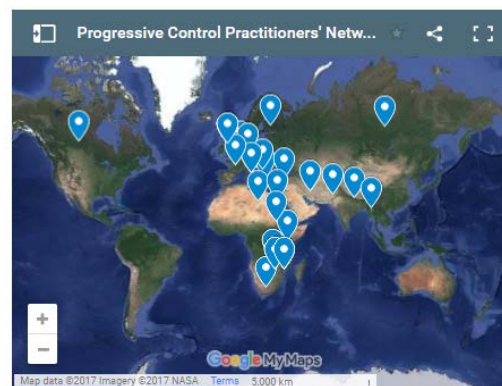 Progressive Control Practitioners' Netw...
+
−
Google My Maps
Map data ©2017 Imagery ©2017 NASA Terms 5,000 km